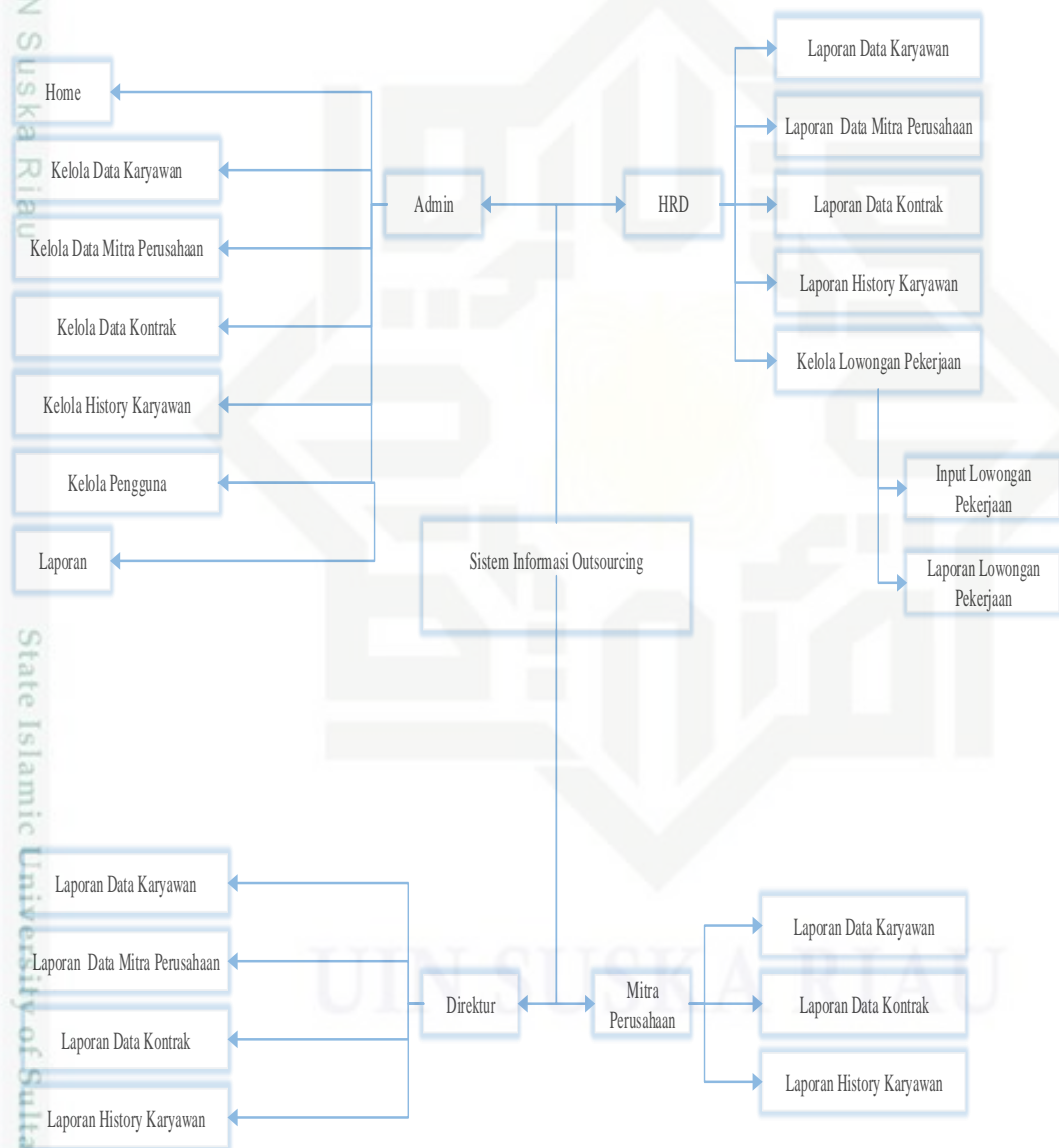 N Suska Riau
Home
Kelola Data Karyawan
Kelola Data Mitra Perusahaan
Kelola Data Kontrak
Kelola History Karyawan
Kelola Pengguna
Laporan
Admin
HRD
Laporan Data Karyawan
Laporan Data Mitra Perusahaan
Laporan Data Kontrak
Laporan History Karyawan
Kelola Lowongan Pekerjaan
Input Lowongan
Pekerjaan
Laporan Lowongan
Pekerjaan
Sistem Informasi Outsourcing
State Islamic University of Sulta
Laporan Data Karyawan
Laporan Data Mitra Perusahaan
Laporan Data Kontrak
Laporan History Karyawan
Direktur
Mitra
Perusahaan
Laporan Data Karyawan
Laporan Data Kontrak
Laporan History Karyawan
UIN SUSKA RIAU